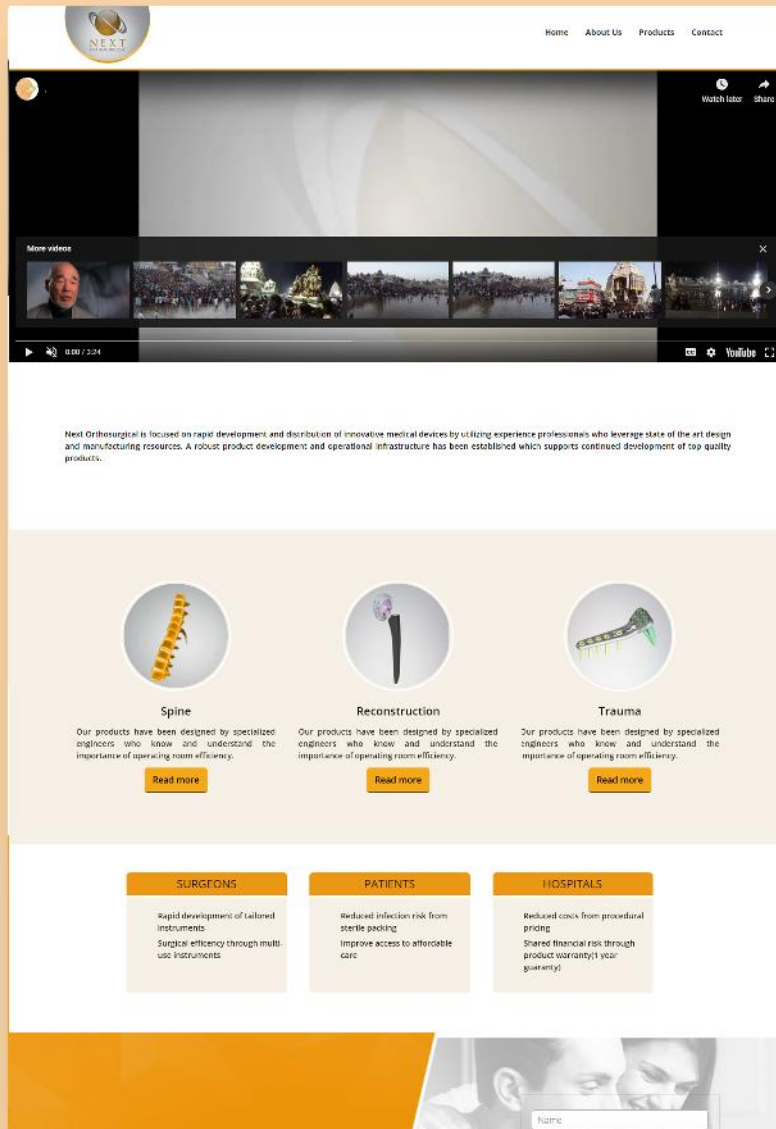 NEXT
Home About Us Products Contact
Watch later Share
More videos
0:00 / 3:24
YouTube
Next Orthosurgical is focused on rapid development and distribution of innovative medical devices by utilizing experience professionals who leverage state of the art design
and manufacturing resources. A robust product development and operational infrastructure has been established which supports continued development of top quality
products.
Spine
Our products have been designed by specialized
engineers who know and understand the
importance of operating room efficiency.
Read more
Reconstruction
Our products have been designed by specialized
engineers who know and understand the
importance of operating room efficiency.
Read more
Trauma
Our products have been designed by specialized
engineers who know and understand the
importance of operating room efficiency.
Read more
SURGEONS
Rapid development of tailored
instruments
Surgical efficency through multi-
use instruments
PATIENTS
Reduced infection risk from
sterile packing
Improve access to affordable
care
HOSPITALS
Reduced costs from procedural
pricing
Shared financial risk through
product warranty(1 year
guaranty)
Name